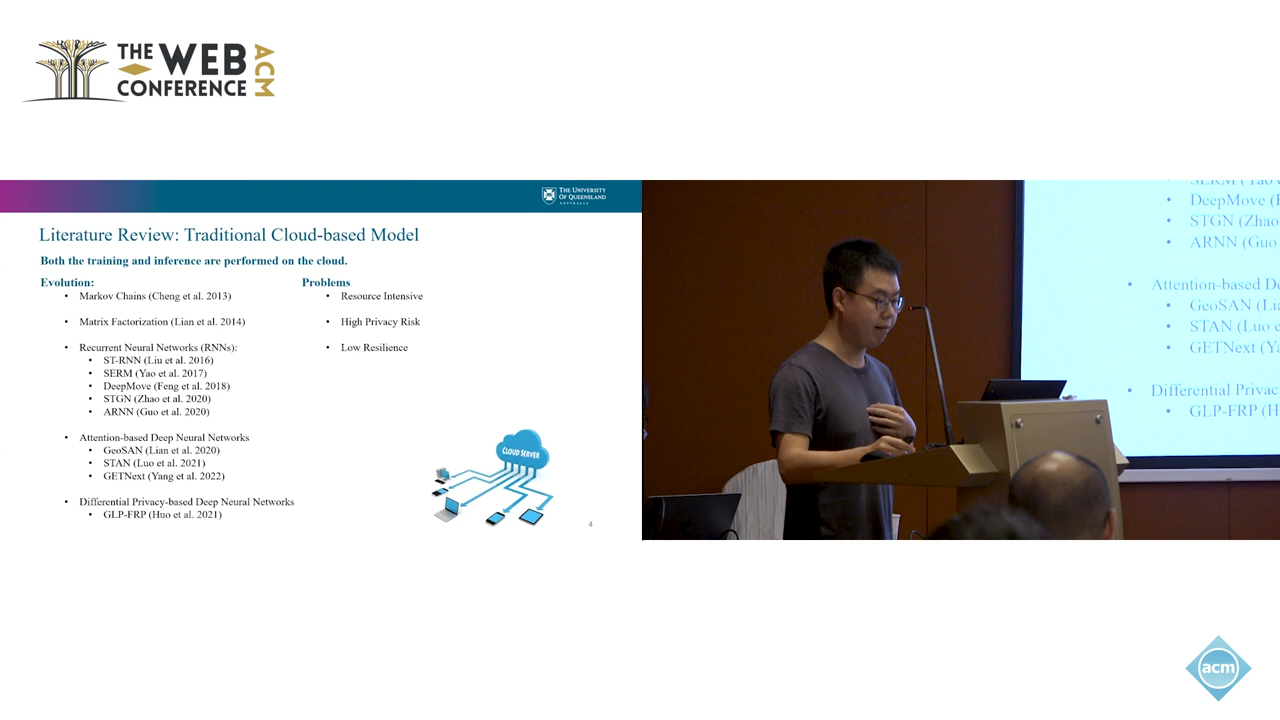 THE WEB
CONFERENCE
ACM
THE UNIVERSITY
OF QUEENSLAND
AUSTRALIA
Literature Review: Traditional Cloud-based Model
Both the training and inference are performed on the cloud.
Evolution:
• Markov Chains (Cheng et al. 2013)
• Matrix Factorization (Lian et al. 2014)
• Recurrent Neural Networks (RNNs):
• ST-RNN (Liu et al. 2016)
• SERM (Yao et al. 2017)
• DeepMove (Feng et al. 2018)
• STGN (Zhao et al. 2020)
• ARNN (Guo et al. 2020)
• Attention-based Deep Neural Networks
• GeoSAN (Lian et al. 2020)
• STAN (Luo et al. 2021)
• GETNext (Yang et al. 2022)
• Differential Privacy-based Deep Neural Networks
• GLP-FRP (Huo et al. 2021)
Problems
• Resource Intensive
• High Privacy Risk
• Low Resilience
CLOUD SERVER
4
• SERM (Yao
• DeepMove (F
• STGN (Zhao
• ARNN (Guo
• Attention-based De
• GeoSAN (Lia
• STAN (Luo e
• GETNext (Ya
• Differential Privac
• GLP-FRP (H
acm